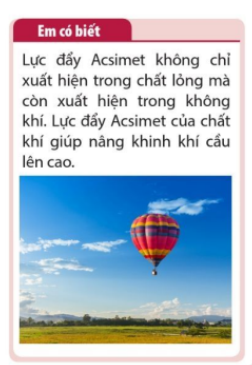 Em có biết
Lực đẩy Acsimet không chỉ
xuất hiện trong chất lỏng mà
còn xuất hiện trong không
khí. Lực đẩy Acsimet của chất
khí giúp nâng khinh khí cầu
lên cao.